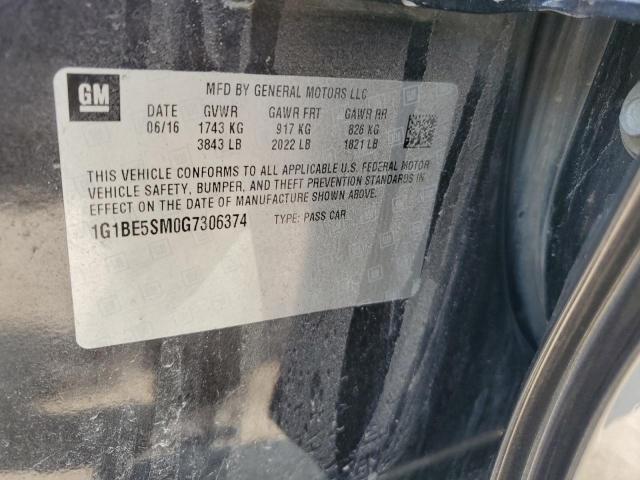 GM
MFD BY GENERAL MOTORS LLC
DATE GVWR GAWR FRT GAWR RR
06/16 1743 KG 917 KG 826 KG
3843 LB 2022 LB 1821 LB
THIS VEHICLE CONFORMS TO ALL APPLICABLE U.S. FEDERAL MOTOR
VEHICLE SAFETY, BUMPER, AND THEFT PREVENTION STANDARDS IN
EFFECT ON THE DATE OF MANUFACTURE SHOWN ABOVE.
1G1BE5SM0G7306374 TYPE: PASS CAR